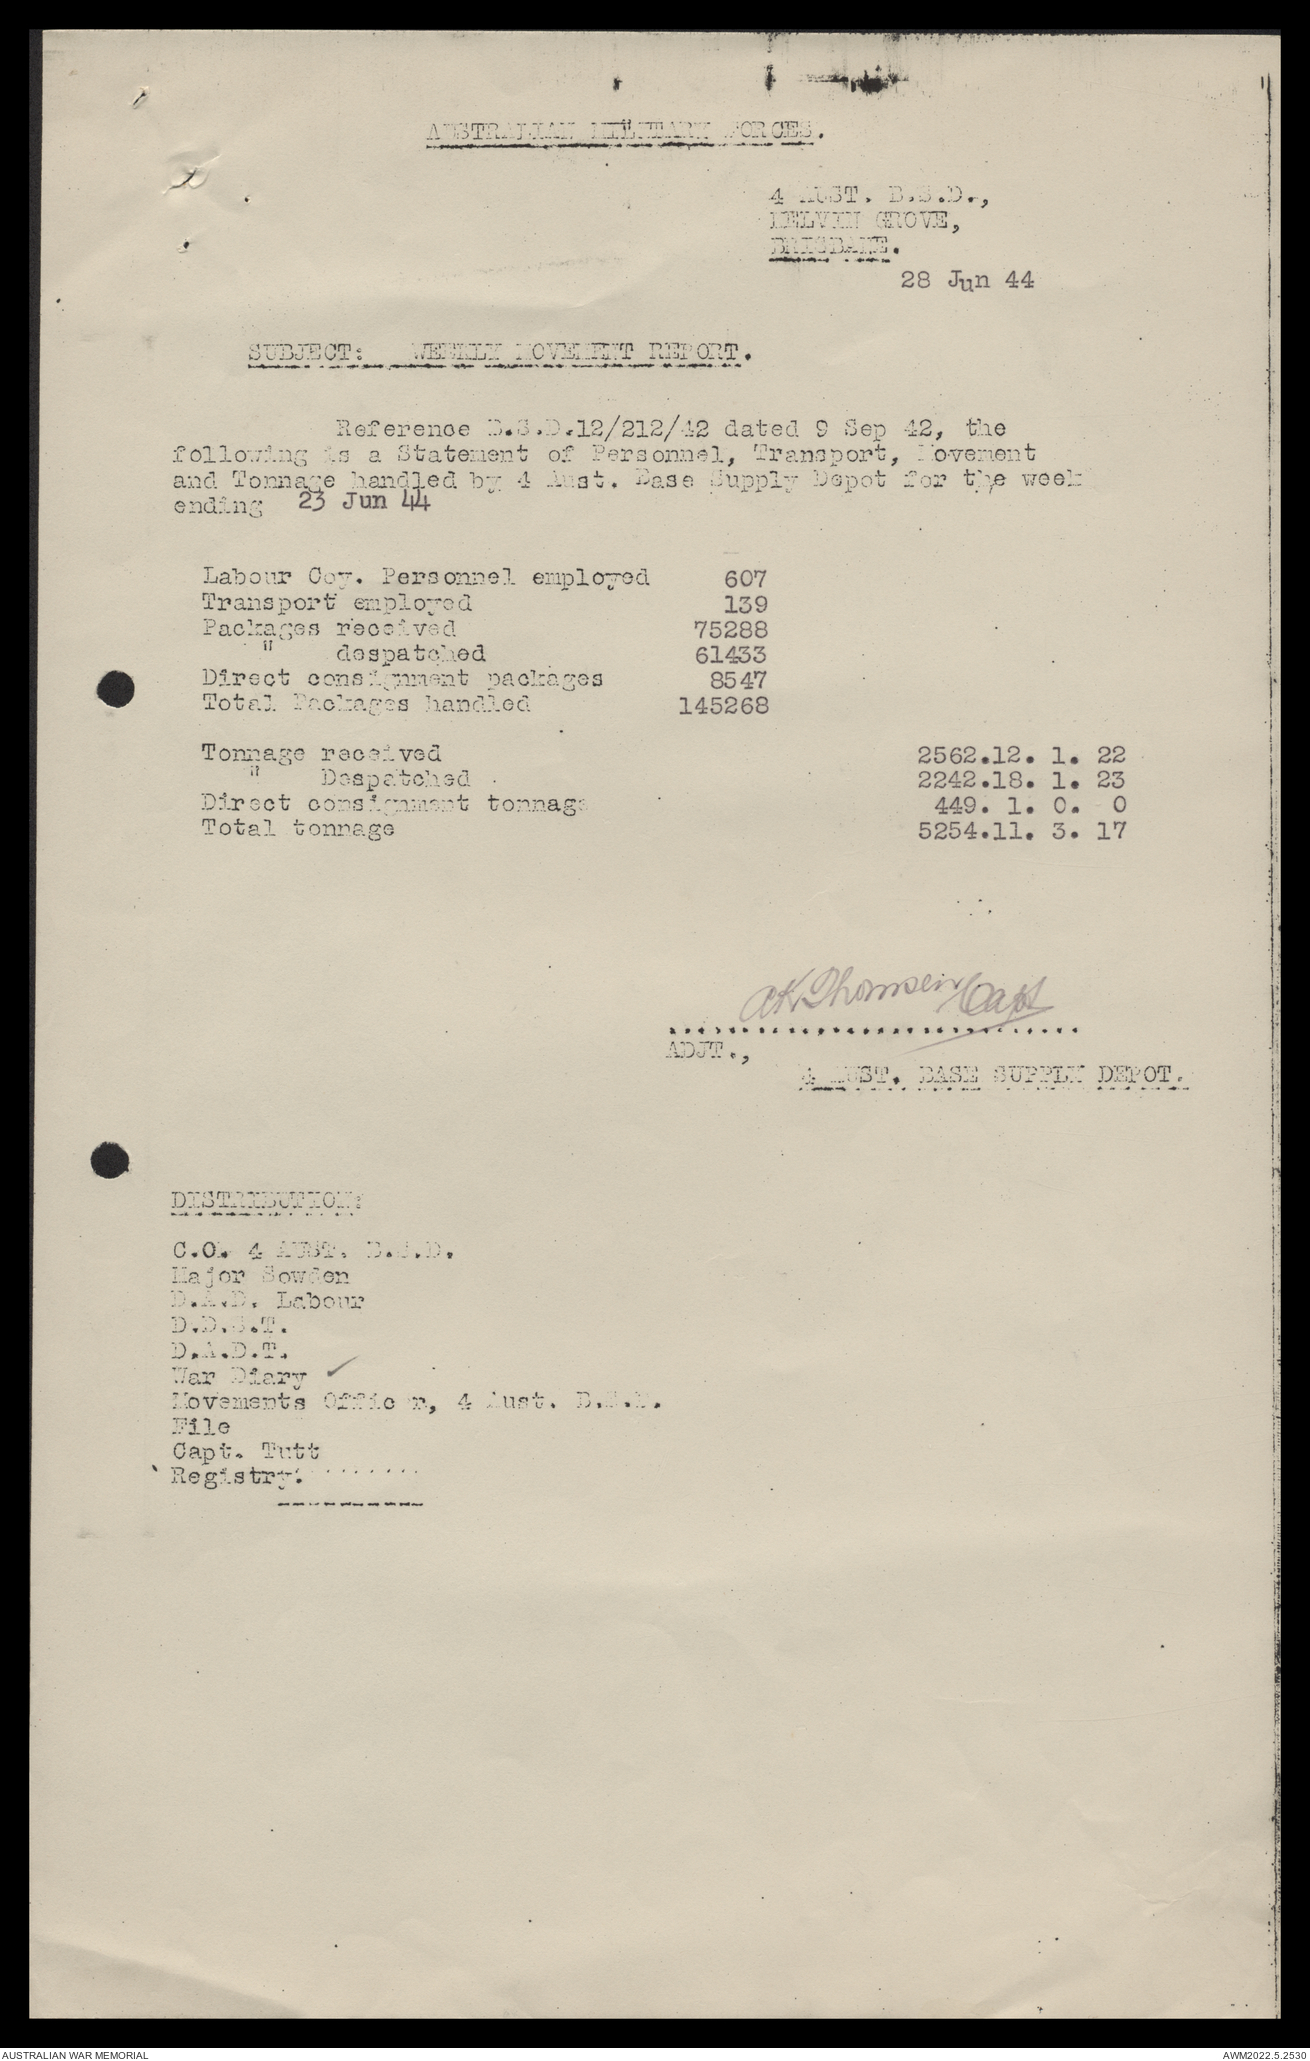 AUSTRALIAN MILITARY FORCES.
4 AUST. B.S.D.,
KELVIN GROVE,
BRISBANE.
28 Jun 44
SUBJECT: WEEKLY MOVEMENT REPORT.
Reference B.S.D.12/212/42 dated 9 Sep 42, the
following is a Statement of Personnel, Transport, Movement
and Tonnage handled by 4 Aust. Base Supply Depot for the week
ending 23 Jun 44
Labour Coy. Personnel employed 607
Transport employed 139
Packages received 75288
" despatched 61433
Direct consignment packages 8547
Total Packages handled 145268
Tonnage received 2562.12. 1. 22
" Despatched 2242.18. 1. 23
Direct consignment tonnage 449. 1. 0. 0
Total tonnage 5254.11. 3. 17
AK Thomsen Capt
ADJT.,
4 AUST. BASE SUPPLY DEPOT.
DISTRIBUTION:
C.O. 4 AUST. B.S.D.
Major Sowden
D.A.D. Labour
D.D.S.T.
D.A.D.T.
War Diary ✓
Movements Officer, 4 Aust. B.S.D.
File
Capt. Tutt
Registry.
AUSTRALIAN WAR MEMORIAL
AWM2022.5.2530